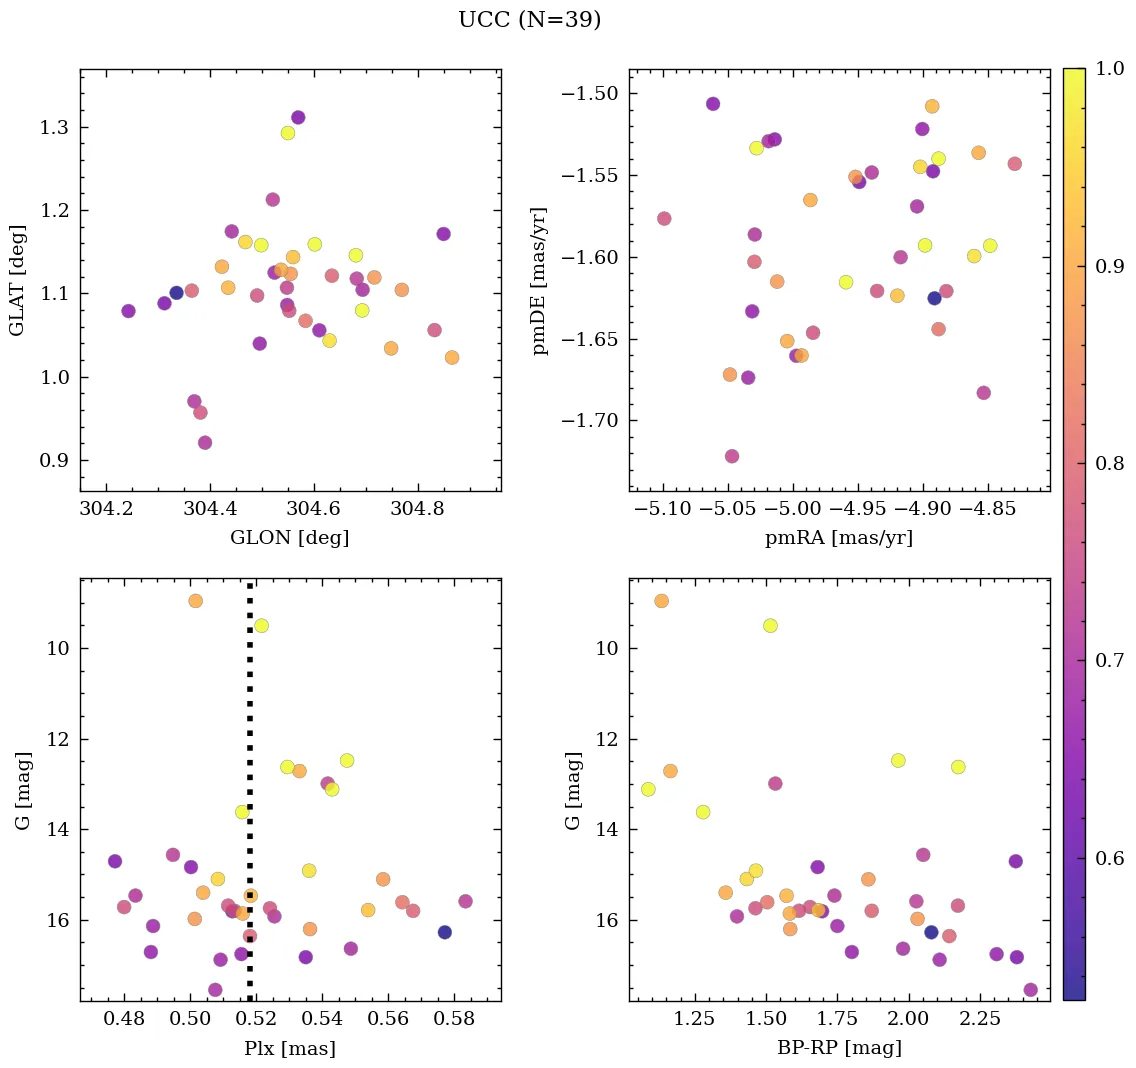 UCC (N=39)
1.3
1.2
1.1
1.0
0.9
GLAT [deg]
304.2 304.4 304.6 304.8
GLON [deg]
−1.50
−1.55
−1.60
−1.65
−1.70
pmDE [mas/yr]
−5.10 −5.05 −5.00 −4.95 −4.90 −4.85
pmRA [mas/yr]
10
12
14
16
G [mag]
0.48 0.50 0.52 0.54 0.56 0.58
Plx [mas]
10
12
14
16
G [mag]
1.25 1.50 1.75 2.00 2.25
BP-RP [mag]
1.0
0.9
0.8
0.7
0.6